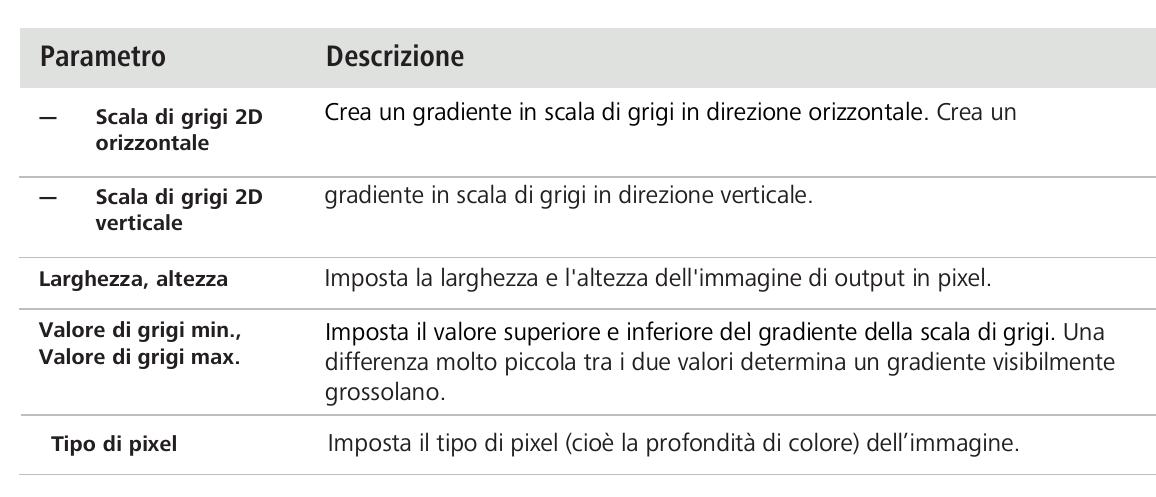 Parametro Descrizione
— Scala di grigi 2D orizzontale Crea un gradiente in scala di grigi in direzione orizzontale. Crea un
— Scala di grigi 2D verticale gradiente in scala di grigi in direzione verticale.
Larghezza, altezza Imposta la larghezza e l'altezza dell'immagine di output in pixel.
Valore di grigi min.,
Valore di grigi max.
Imposta il valore superiore e inferiore del gradiente della scala di grigi. Una
differenza molto piccola tra i due valori determina un gradiente visibilmente
grossolano.
Tipo di pixel Imposta il tipo di pixel (cioè la profondità di colore) dell’immagine.